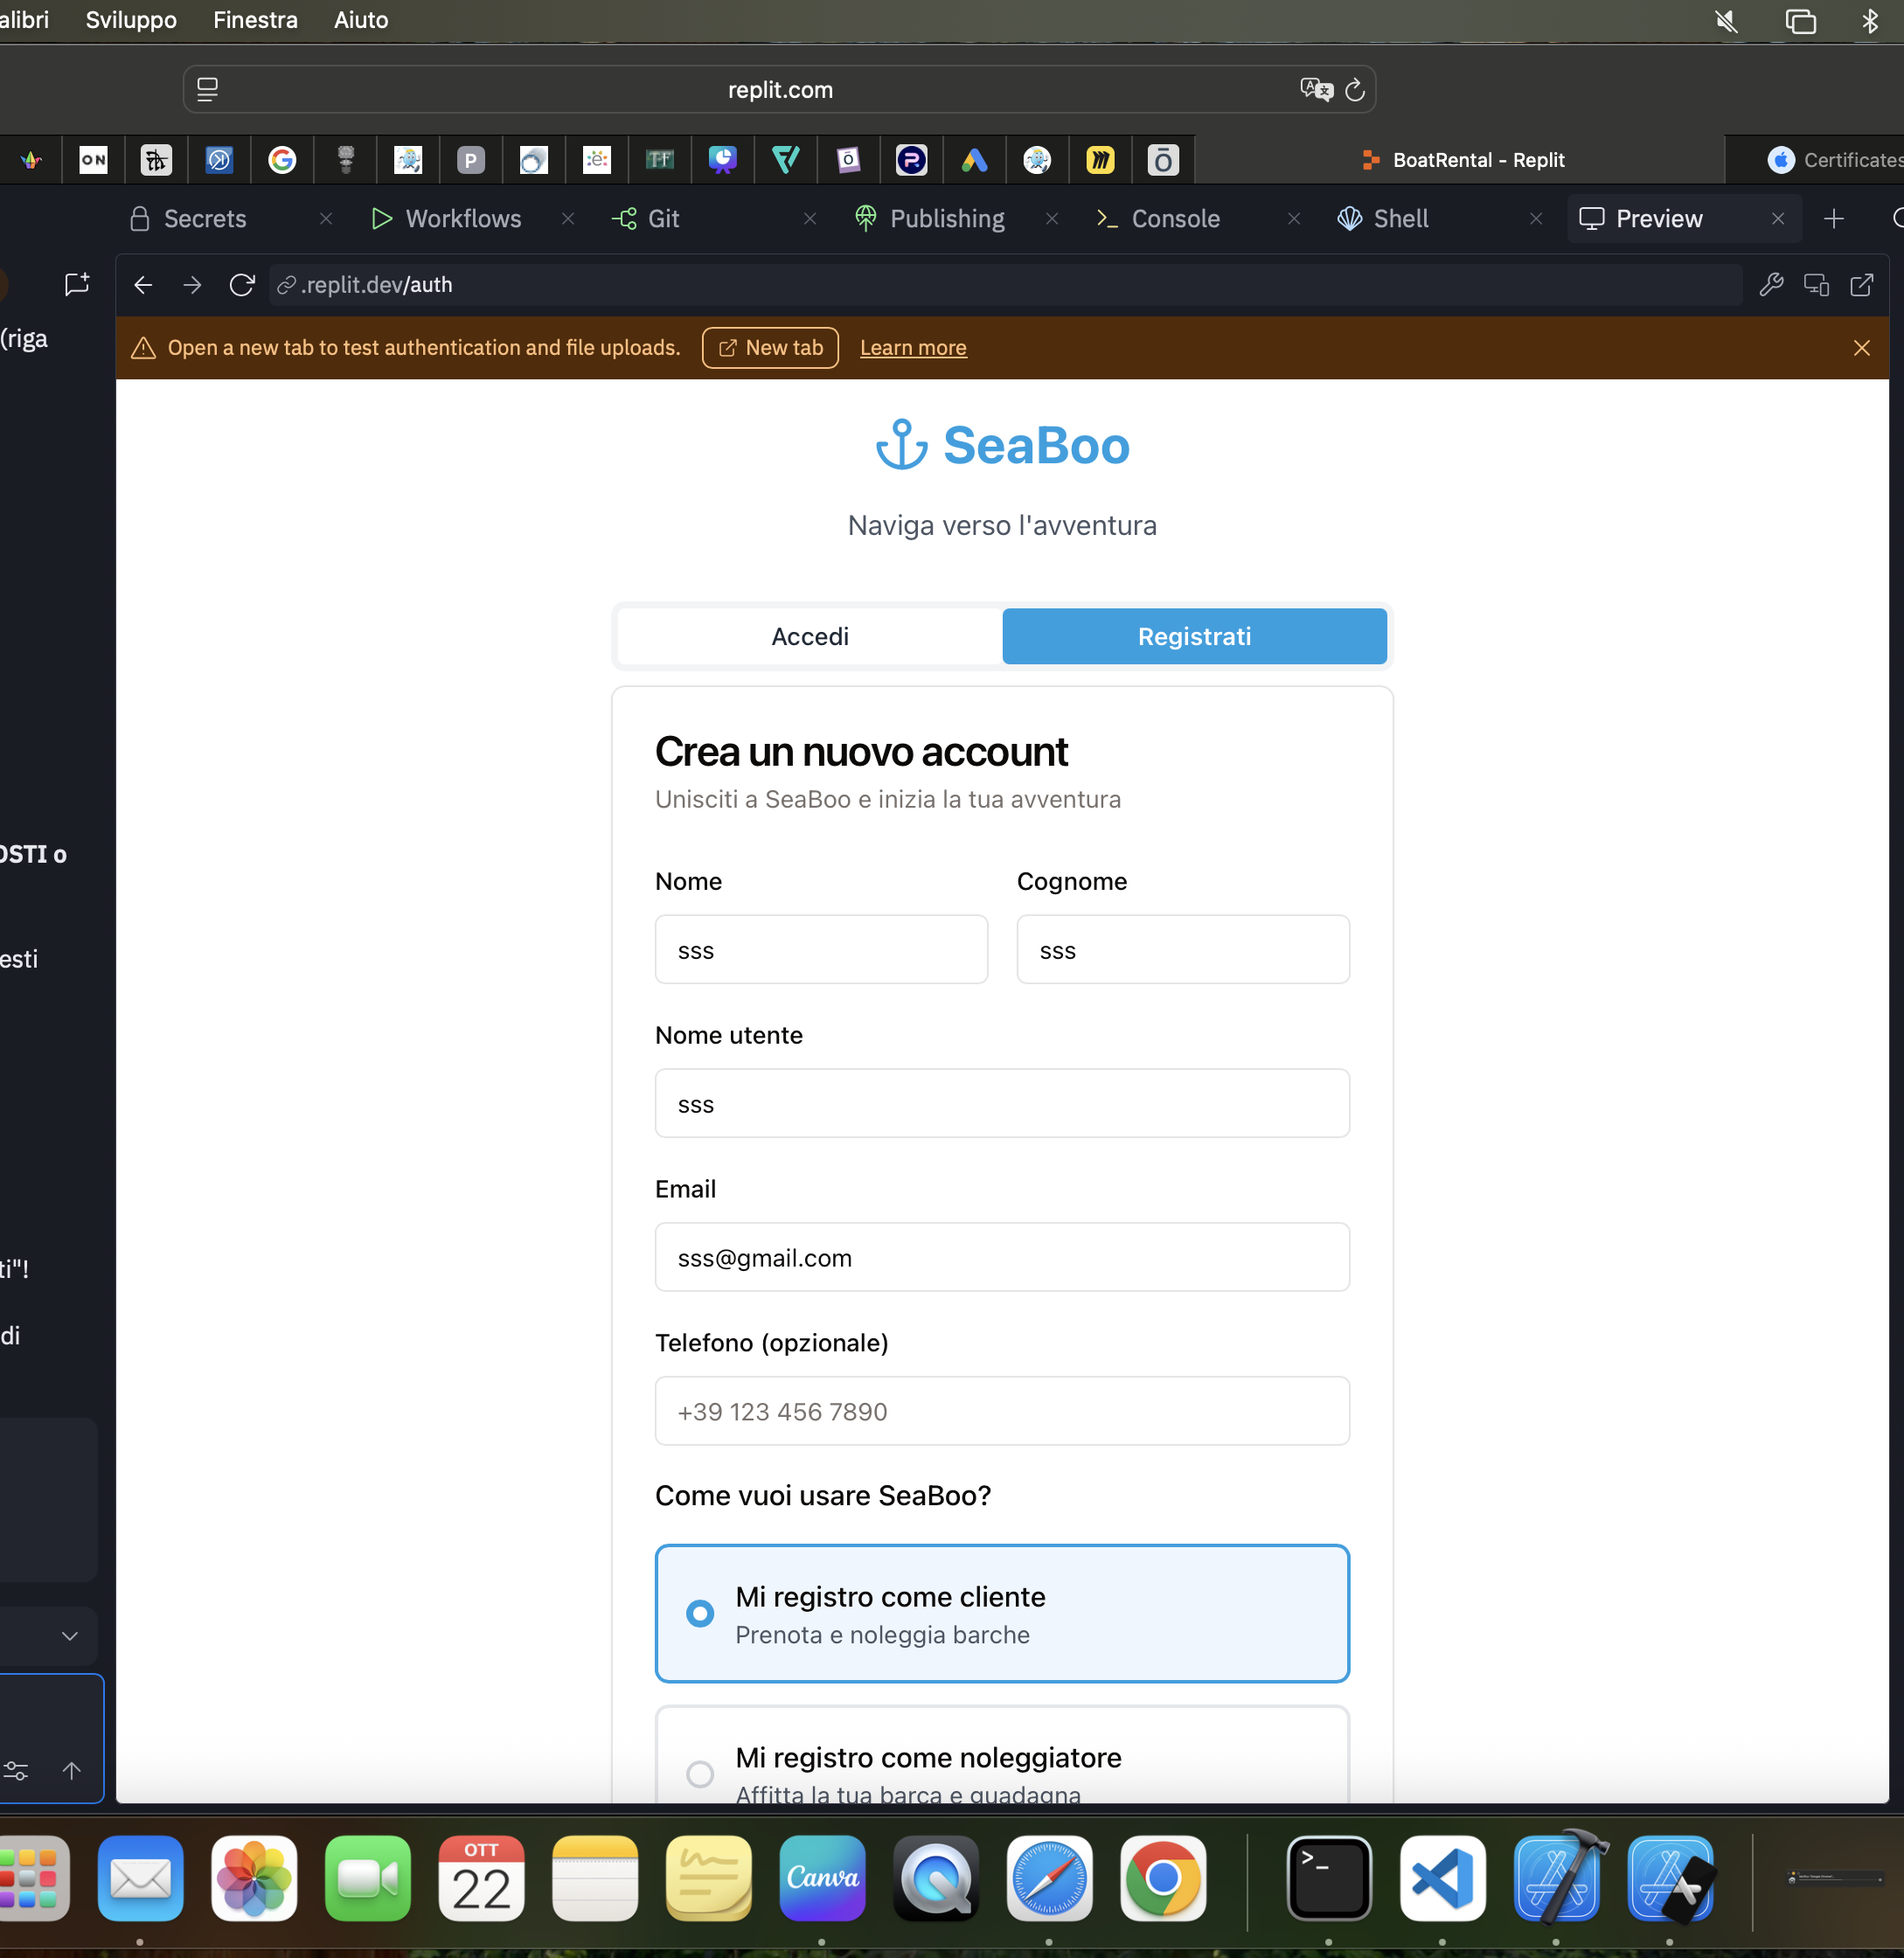 alibri Sviluppo Finestra Aiuto
replit.com
ON P TF BoatRental - Replit Certificates
Secrets Workflows Git Publishing Console Shell Preview
.replit.dev/auth
(riga
Open a new tab to test authentication and file uploads. New tab Learn more
SeaBoo
Naviga verso l'avventura
Accedi Registrati
Crea un nuovo account
Unisciti a SeaBoo e inizia la tua avventura
OSTI o
Nome Cognome
sss sss
esti
Nome utente
sss
Email
sss@gmail.com
ti"!
di
Telefono (opzionale)
+39 123 456 7890
Come vuoi usare SeaBoo?
Mi registro come cliente
Prenota e noleggia barche
Mi registro come noleggiatore
Affitta la tua barca e guadagna
OTT
22
Canva